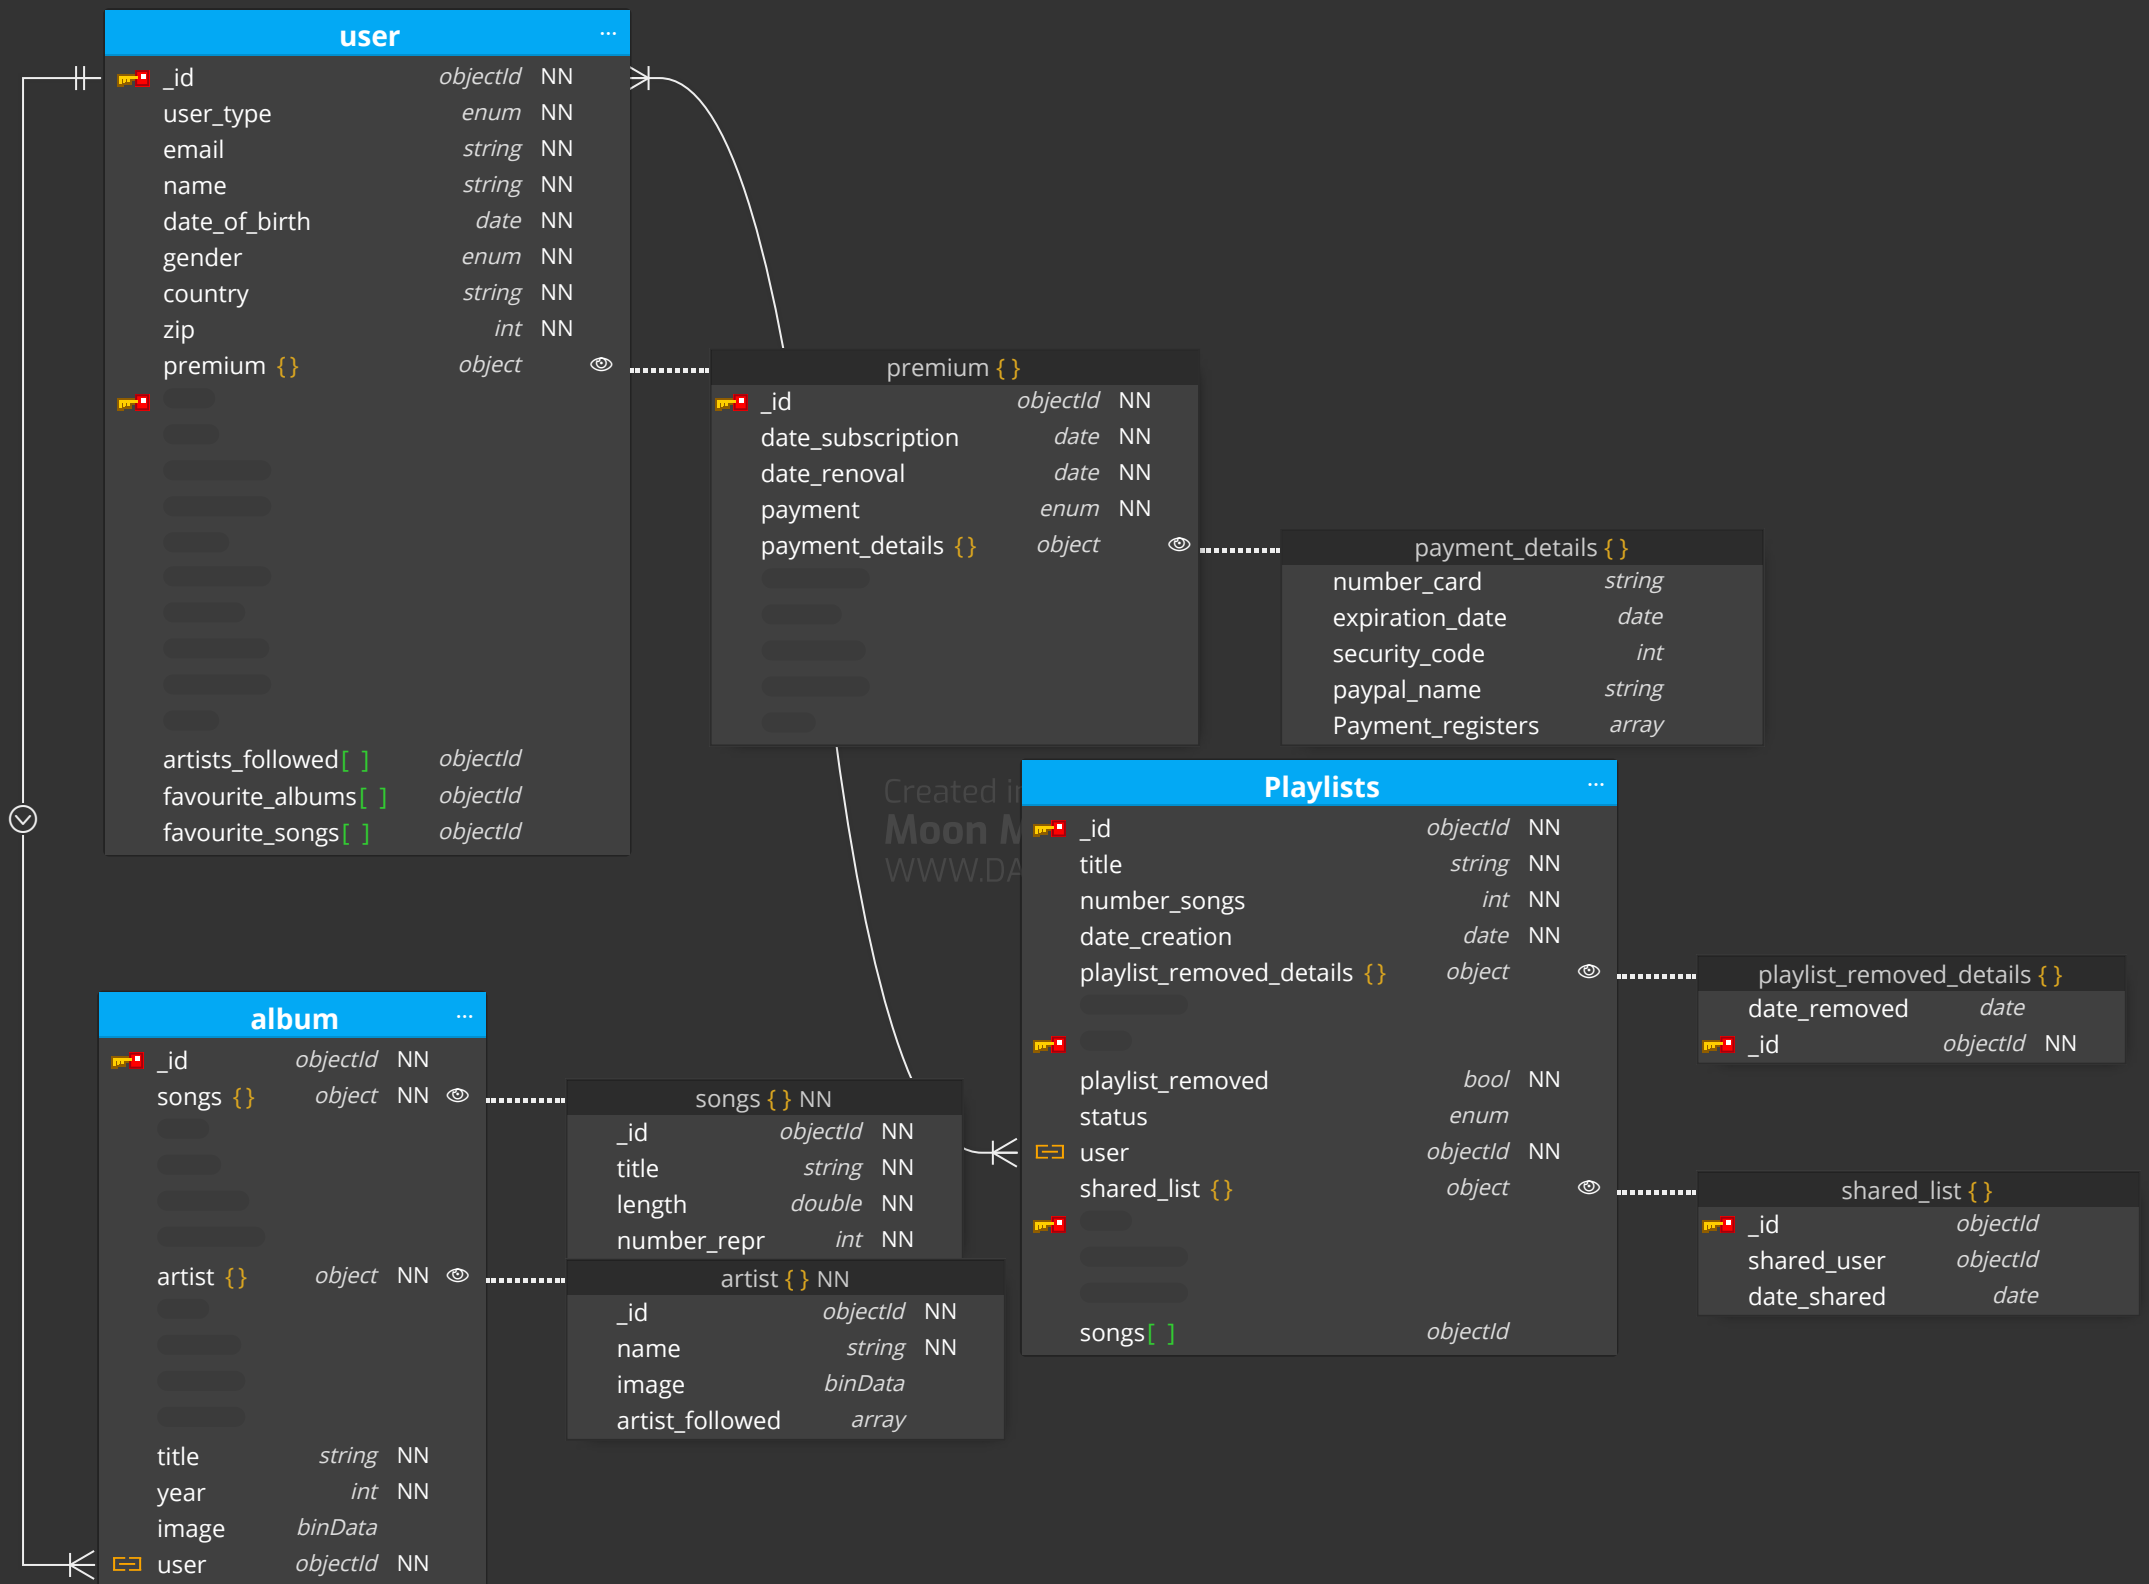 user ...
_id objectId NN
user_type enum NN
email string NN
name string NN
date_of_birth date NN
gender enum NN
country string NN
zip int NN
premium {} object
artists_followed[ ] objectId
favourite_albums[ ] objectId
favourite_songs[ ] objectId
premium { }
_id objectId NN
date_subscription date NN
date_renoval date NN
payment enum NN
payment_details {} object
payment_details { }
number_card string
expiration_date date
security_code int
paypal_name string
Payment_registers array
Created in
Moon M
WWW.DA
Playlists ...
_id objectId NN
title string NN
number_songs int NN
date_creation date NN
playlist_removed_details {} object
playlist_removed bool NN
status enum
user objectId NN
shared_list {} object
songs[ ] objectId
playlist_removed_details { }
date_removed date
_id objectId NN
shared_list { }
_id objectId
shared_user objectId
date_shared date
album ...
_id objectId NN
songs {} object NN
artist {} object NN
title string NN
year int NN
image binData
user objectId NN
songs { } NN
_id objectId NN
title string NN
length double NN
number_repr int NN
artist { } NN
_id objectId NN
name string NN
image binData
artist_followed array